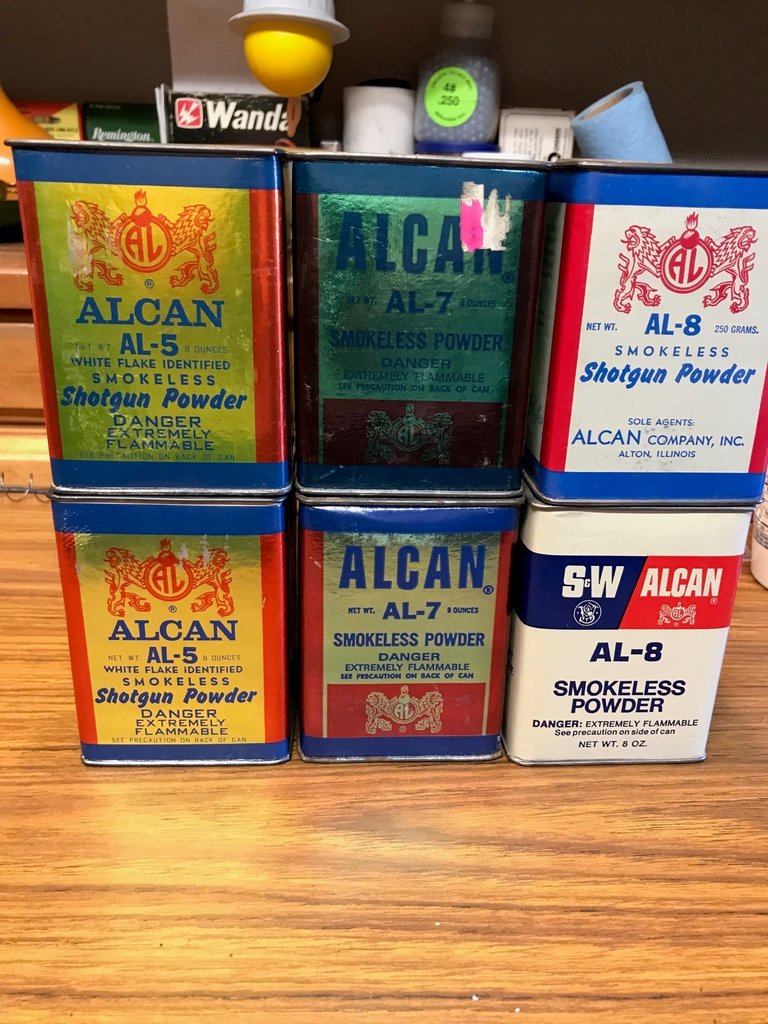 4#
.250
Remington
Wanda
AL
®
ALCAN
NET WT. AL-5 8 OUNCES
WHITE FLAKE IDENTIFIED
SMOKELESS
Shotgun Powder
DANGER
EXTREMELY
FLAMMABLE
SEE PRECAUTION ON BACK OF CAN
ALCAN®
NET WT. AL-7 8 OUNCES
SMOKELESS POWDER
DANGER
EXTREMELY FLAMMABLE
SEE PRECAUTION ON BACK OF CAN
AL
AL
NET WT. AL-8 250 GRAMS.
SMOKELESS
Shotgun Powder
SOLE AGENTS:
ALCAN COMPANY, INC.
ALTON, ILLINOIS
AL
®
ALCAN
NET WT AL-5 8 OUNCES
WHITE FLAKE IDENTIFIED
SMOKELESS
Shotgun Powder
DANGER
EXTREMELY
FLAMMABLE
SEE PRECAUTION ON BACK OF CAN
ALCAN®
NET WT. AL-7 8 OUNCES
SMOKELESS POWDER
DANGER
EXTREMELY FLAMMABLE
SEE PRECAUTION ON BACK OF CAN
AL
S&W ALCAN
AL-8
SMOKELESS
POWDER
DANGER: EXTREMELY FLAMMABLE
See precaution on side of can
NET WT. 8 OZ.